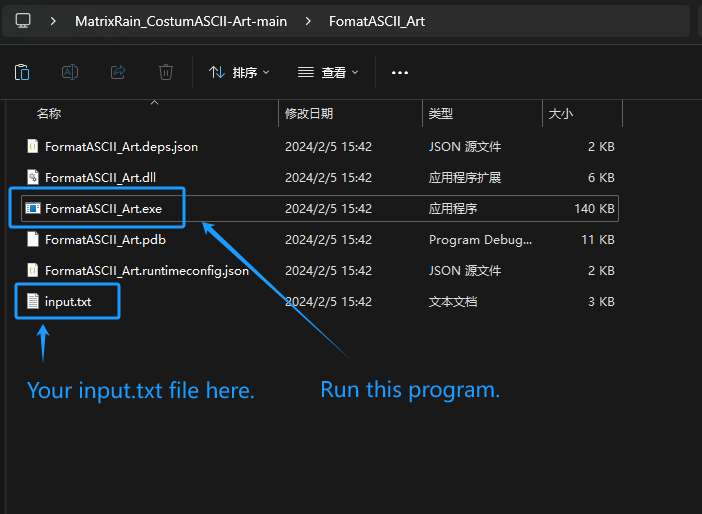 MatrixRain_CostumASCII-Art-main > FomatASCII_Art
排序 查看 •••
名称 修改日期 类型 大小
FormatASCII_Art.deps.json 2024/2/5 15:42 JSON 源文件 2 KB
FormatASCII_Art.dll 2024/2/5 15:42 应用程序扩展 6 KB
FormatASCII_Art.exe 2024/2/5 15:42 应用程序 140 KB
FormatASCII_Art.pdb 2024/2/5 15:42 Program Debug... 11 KB
FormatASCII_Art.runtimeconfig.json 2024/2/5 15:42 JSON 源文件 2 KB
input.txt 2024/2/5 15:42 文本文档 3 KB
Your input.txt file here. Run this program.